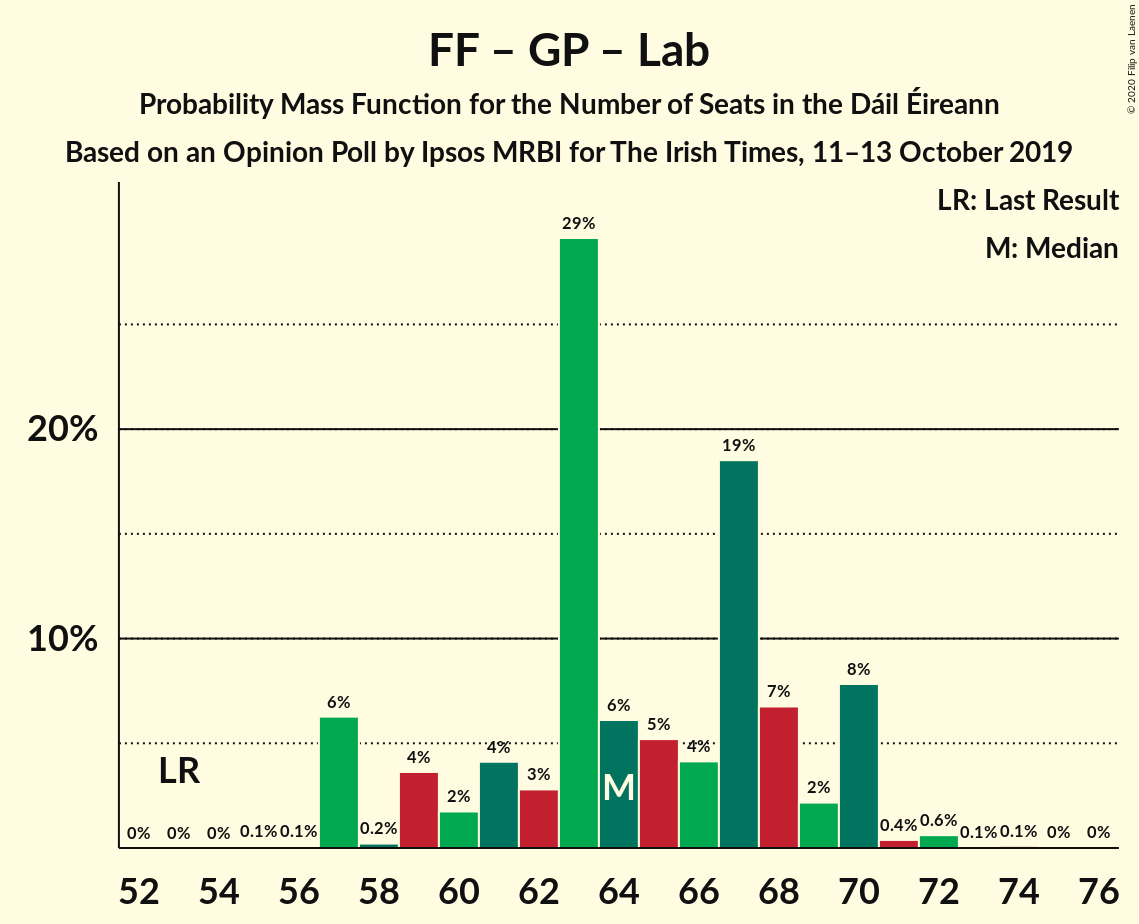 FF – GP – Lab
Probability Mass Function for the Number of Seats in the Dáil Éireann
Based on an Opinion Poll by Ipsos MRBI for The Irish Times, 11–13 October 2019
© 2020 Filip van Laenen
LR: Last Result
M: Median
20%
10%
0% 0% 0% 0.1% 0.1% 6% 0.2% 4% 2% 4% 3% 29% 6% 5% 4% 19% 7% 2% 8% 0.4% 0.6% 0.1% 0.1% 0% 0%
LR
M
52 54 56 58 60 62 64 66 68 70 72 74 76